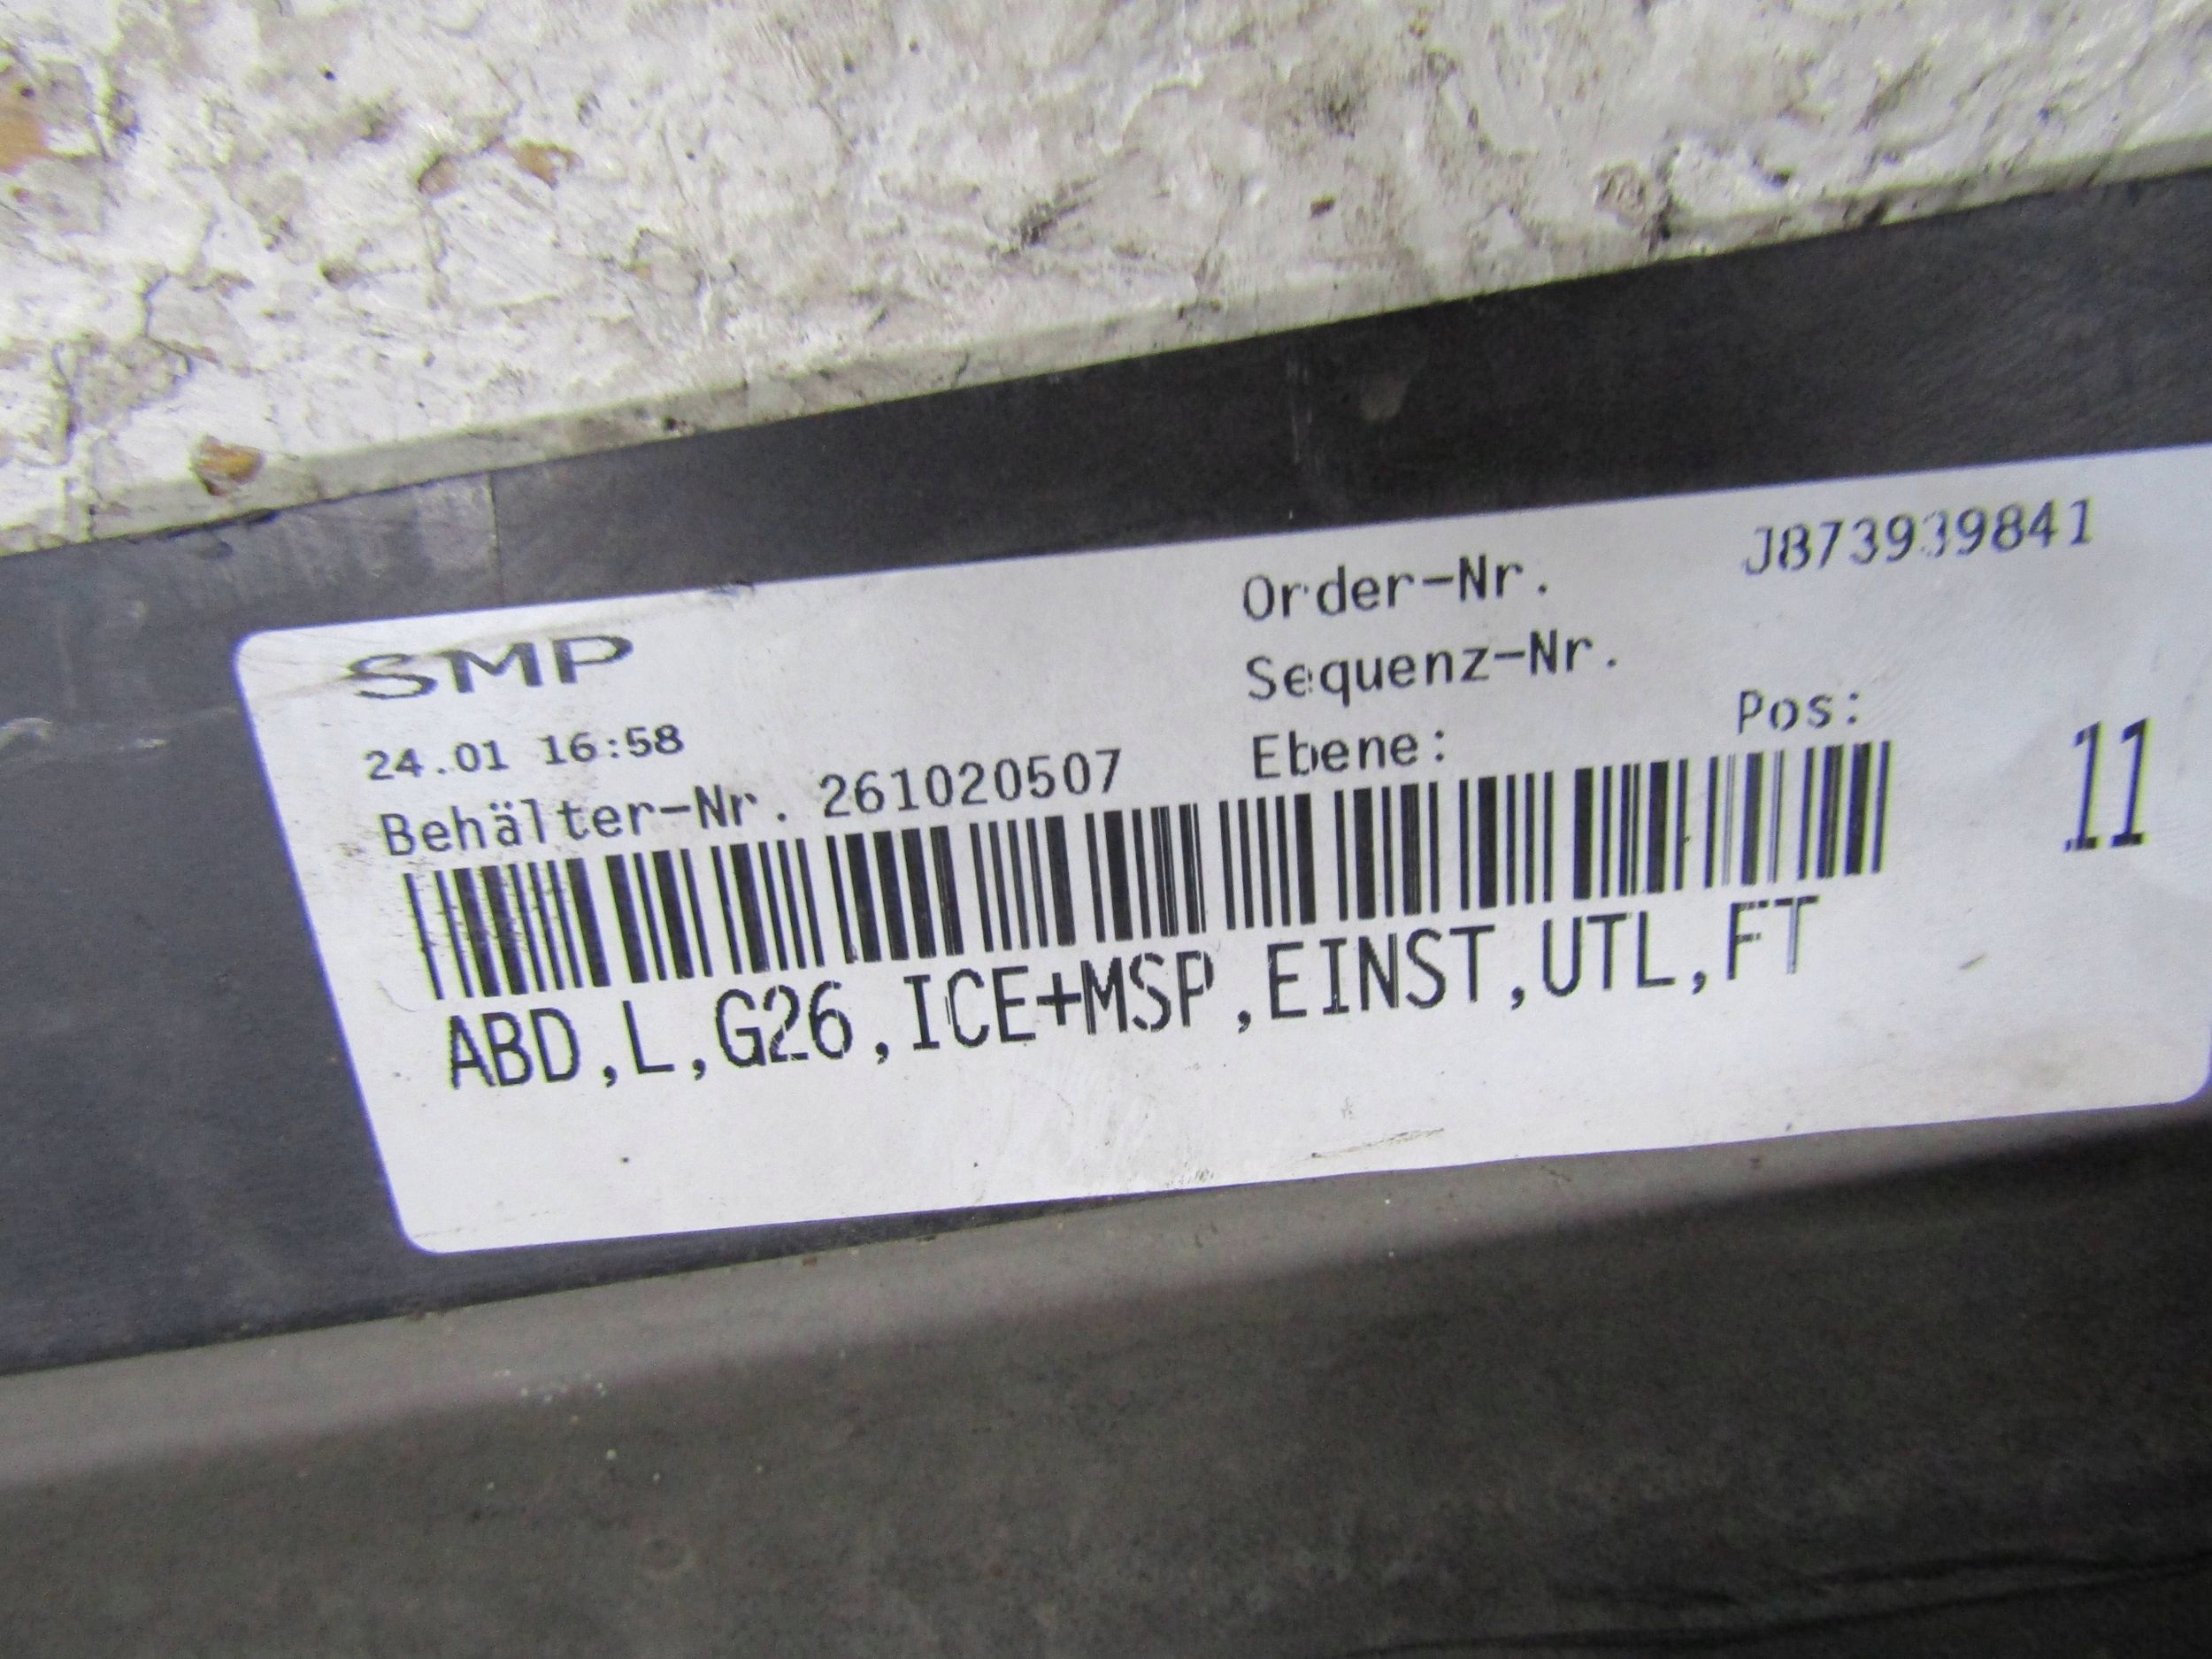 SMP
24.01 16:58
Behälter-Nr. 261020507
Order-Nr. J873939841
Sequenz-Nr.
Ebene: Pos:
11
ABD,L,G26,ICE+MSP,EINST,UTL,FT